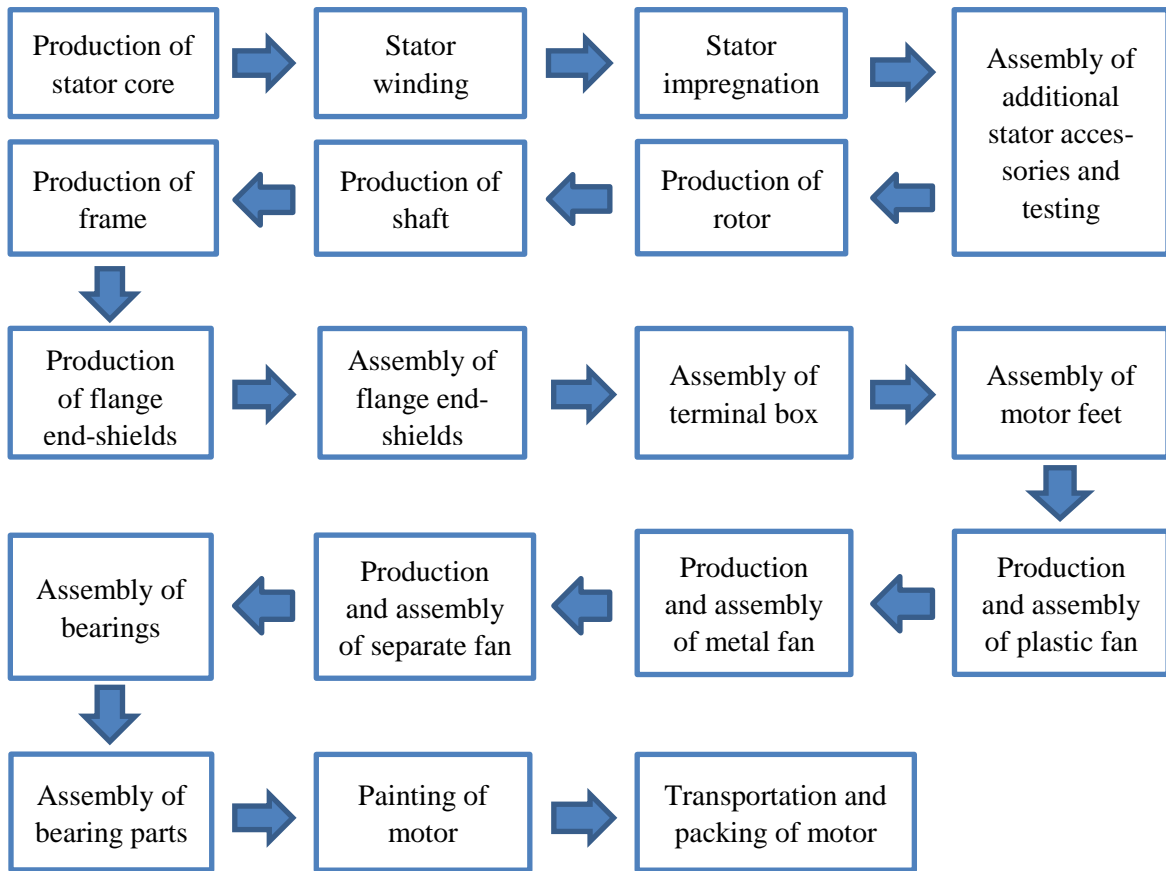 Production of
stator core
Stator
winding
Stator
impregnation
Assembly of
additional
stator acces-
sories and
testing
Production of
rotor
Production of
shaft
Production of
frame
Production
of flange
end-shields
Assembly of
flange end-
shields
Assembly of
terminal box
Assembly of
motor feet
Production
and assembly
of plastic fan
Production
and assembly
of metal fan
Production
and assembly
of separate fan
Assembly of
bearings
Assembly of
bearing parts
Painting of
motor
Transportation and
packing of motor